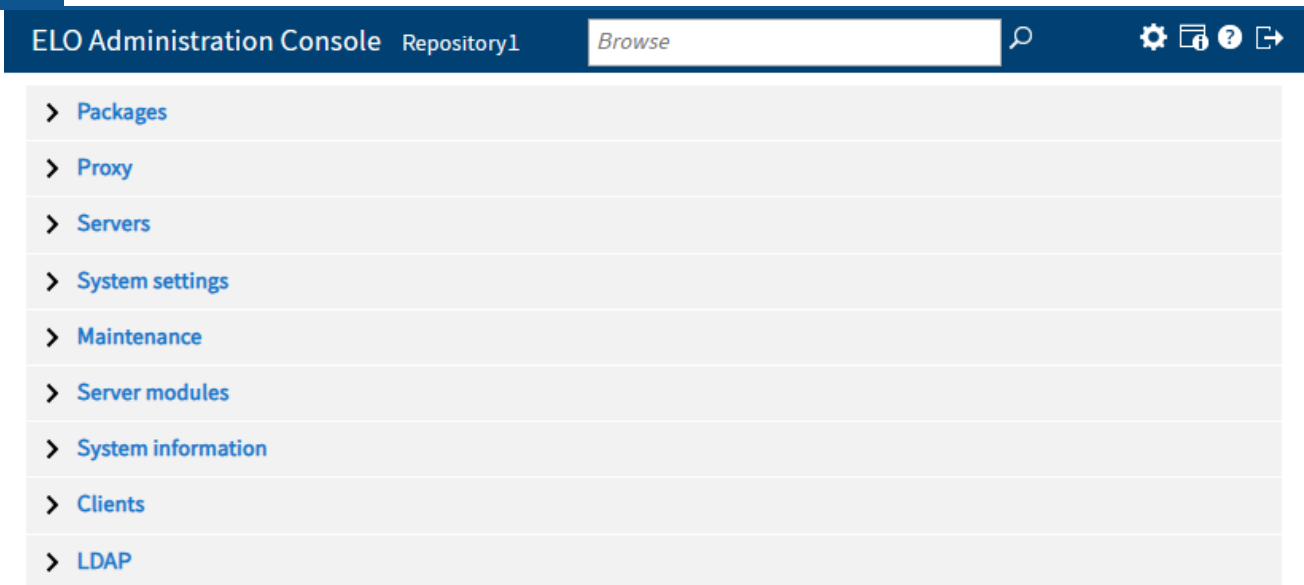 ELO Administration Console Repository1 Browse
Packages
Proxy
Servers
System settings
Maintenance
Server modules
System information
Clients
LDAP